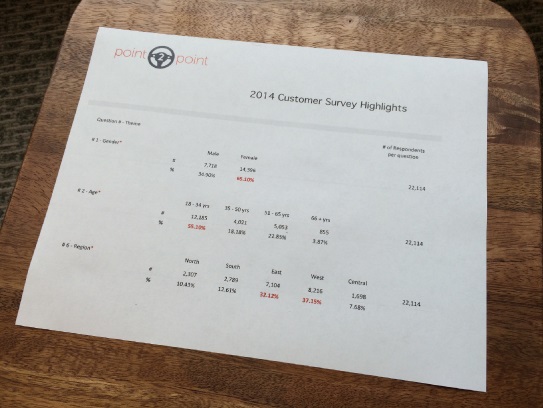 point 2 point
2014 Customer Survey Highlights
Question # - Theme
# of Respondents
per question
# 1 - Gender*
Male Female
# 7,718 14,396
% 34.90% 65.10%
22,114
# 2 - Age*
18 - 34 yrs 35 - 50 yrs 51 - 65 yrs 66 + yrs
# 12,185 4,021 5,053 855
% 55.10% 18.18% 22.85% 3.87%
22,114
# 6 - Region*
North South East West Central
# 2,307 2,789 7,104 8,216 1,698
% 10.43% 12.61% 32.12% 37.15% 7.68%
22,114